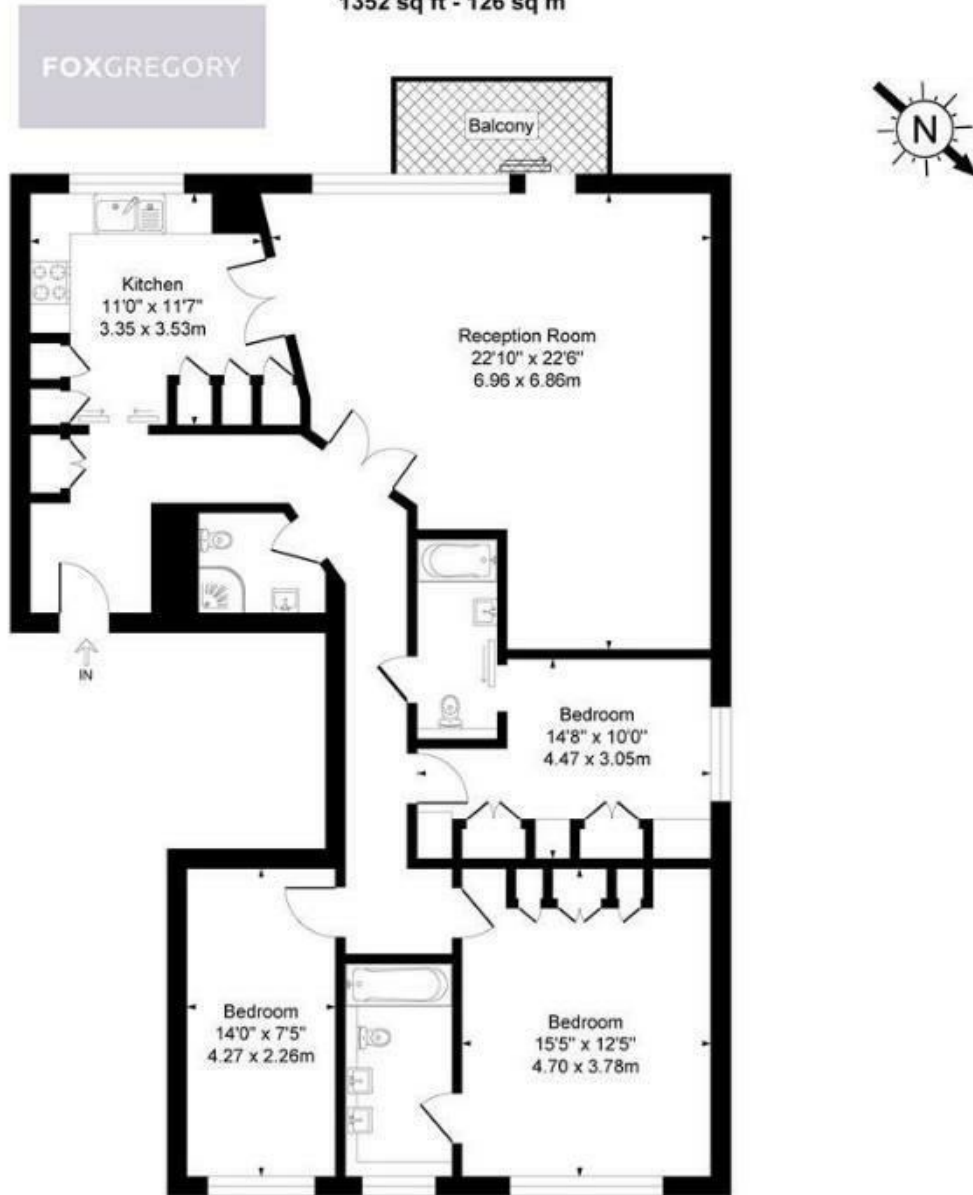 1352 sq ft - 126 sq m
FOXGREGORY
Balcony
N
Kitchen
11'0" x 11'7"
3.35 x 3.53m
Reception Room
22'10" x 22'6"
6.96 x 6.86m
IN
Bedroom
14'8" x 10'0"
4.47 x 3.05m
Bedroom
14'0" x 7'5"
4.27 x 2.26m
Bedroom
15'5" x 12'5"
4.70 x 3.78m